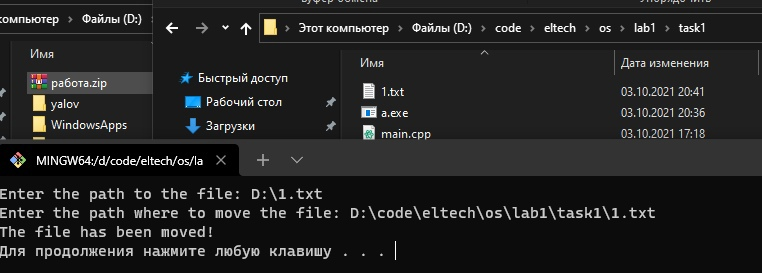 компьютер > Файлы (D:) >
Имя
работа.zip
yalov
WindowsApps
Этот компьютер > Файлы (D:) > code > eltech > os > lab1 > task1
Быстрый доступ
Рабочий стол
Загрузки
Имя Дата изменения
1.txt 03.10.2021 20:41
a.exe 03.10.2021 20:36
main.cpp 03.10.2021 17:18
MINGW64:/d/code/eltech/os/la
Enter the path to the file: D:\1.txt
Enter the path where to move the file: D:\code\eltech\os\lab1\task1\1.txt
The file has been moved!
Для продолжения нажмите любую клавишу . . .